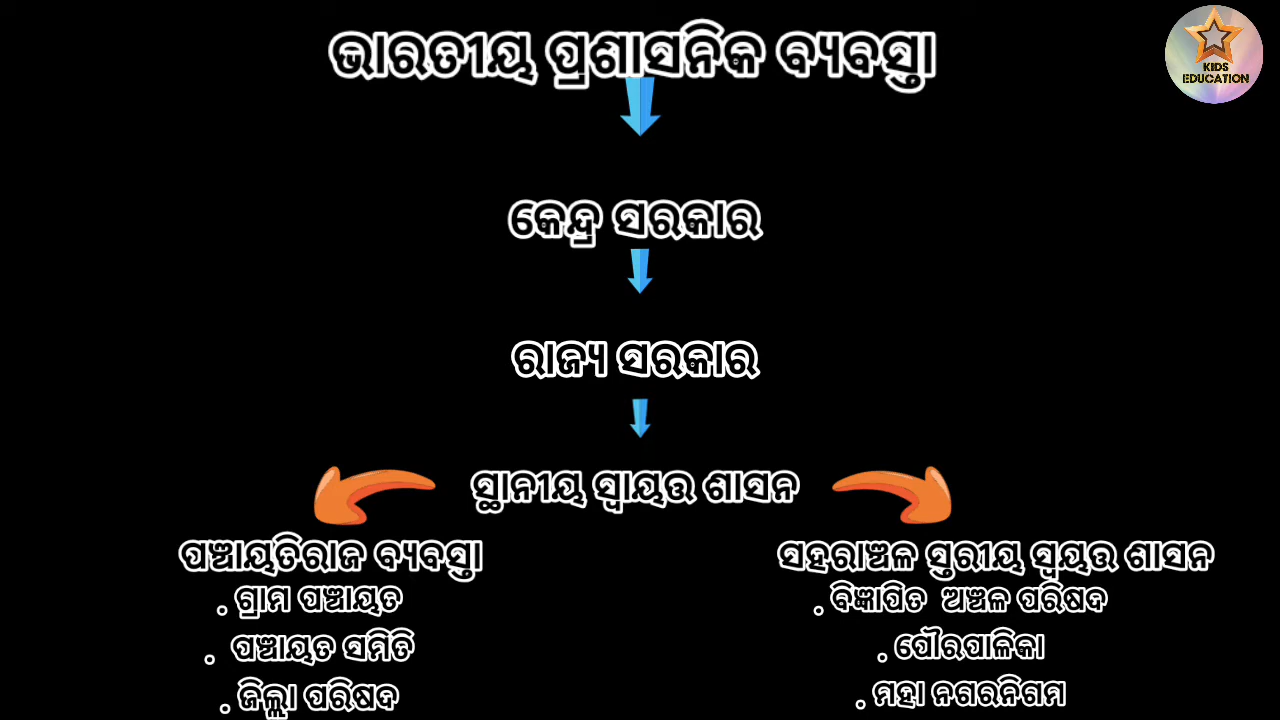 ଭାରତୀୟ ପ୍ରଶାସନିକ ବ୍ୟବସ୍ତା
KIDS
EDUCATION
କେନ୍ଦ୍ର ସରକାର
ରାଜ୍ୟ ସରକାର
ସ୍ଥାନୀୟ ସ୍ୱାୟତ୍ତ ଶାସନ
ପଞ୍ଚାୟତିରାଜ ବ୍ୟବସ୍ତା
. ଗ୍ରାମ ପଞ୍ଚାୟତ
. ପଞ୍ଚାୟତ ସମିତି
. ଜିଲ୍ଲା ପରିଷଦ
ସହରାଞ୍ଚଳ ସ୍ତରୀୟ ସ୍ୱୟତ୍ତ ଶାସନ
. ବିଜ୍ଞାପିତ ଅଞ୍ଚଳ ପରିଷଦ
. ପୌରପାଳିକା
. ମହା ନଗରନିଗମ